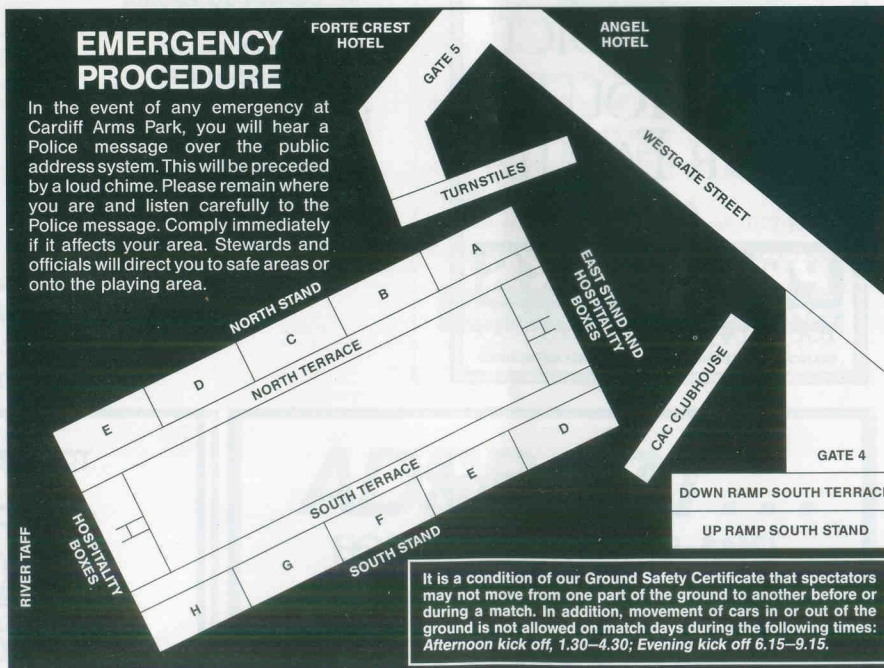 EMERGENCY
PROCEDURE
In the event of any emergency at
Cardiff Arms Park, you will hear a
Police message over the public
address system. This will be preceded
by a loud chime. Please remain where
you are and listen carefully to the
Police message. Comply immediately
if it affects your area. Stewards and
officials will direct you to safe areas or
onto the playing area.
FORTE CREST
HOTEL
ANGEL
HOTEL
GATE 5
WESTGATE STREET
TURNSTILES
NORTH STAND
A
B
C
D
E
NORTH TERRACE
EAST STAND AND
HOSPITALITY
BOXES
CAC CLUBHOUSE
SOUTH TERRACE
D
E
F
G
H
SOUTH STAND
HOSPITALITY
BOXES
RIVER TAFF
GATE 4
DOWN RAMP SOUTH TERRACE
UP RAMP SOUTH STAND
It is a condition of our Ground Safety Certificate that spectators
may not move from one part of the ground to another before or
during a match. In addition, movement of cars in or out of the
ground is not allowed on match days during the following times:
Afternoon kick off, 1.30–4.30; Evening kick off 6.15–9.15.